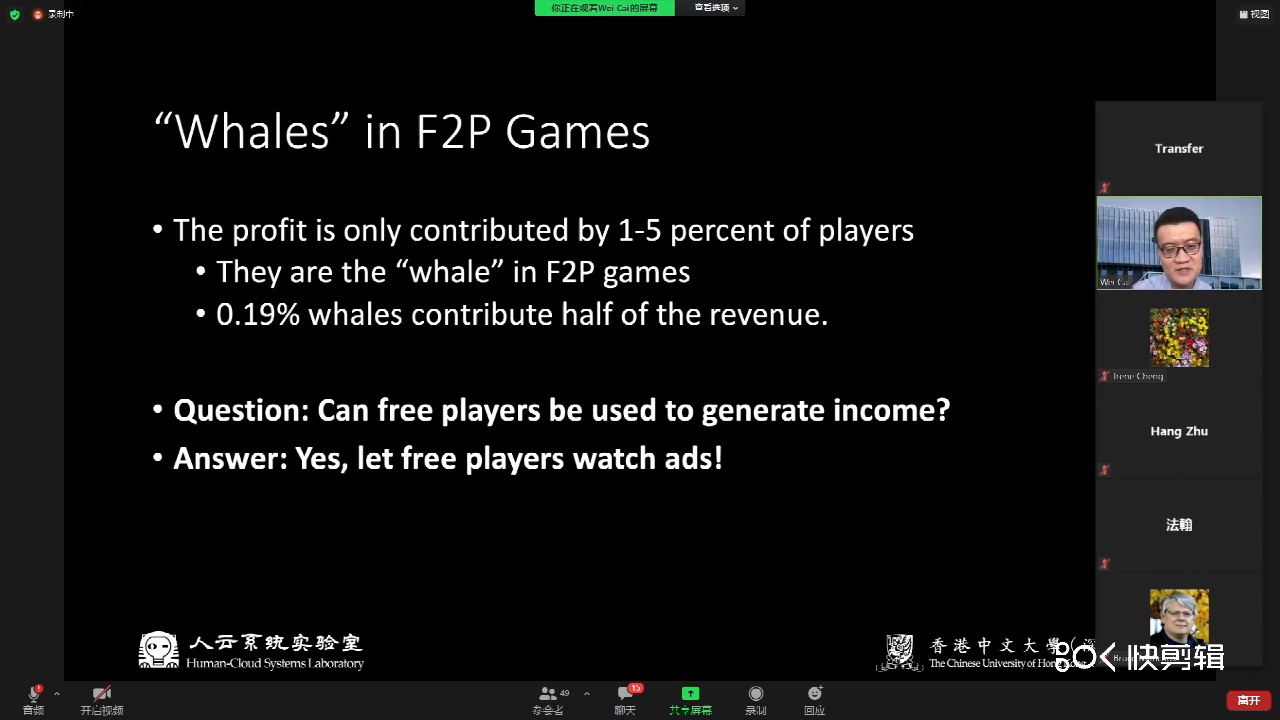 录制中
你正在观看Wei Cai的屏幕
查看选项
视图
“Whales” in F2P Games
• The profit is only contributed by 1-5 percent of players
• They are the “whale” in F2P games
• 0.19% whales contribute half of the revenue.
• Question: Can free players be used to generate income?
• Answer: Yes, let free players watch ads!
Transfer
Wei Cai
Irene Cheng
Hang Zhu
法翰
人云系统实验室
Human-Cloud Systems Laboratory
香港中文大學
The Chinese University of Hong
快剪辑
音频
开启视频
49
参会者
15
聊天
共享屏幕
录制
回应
离开